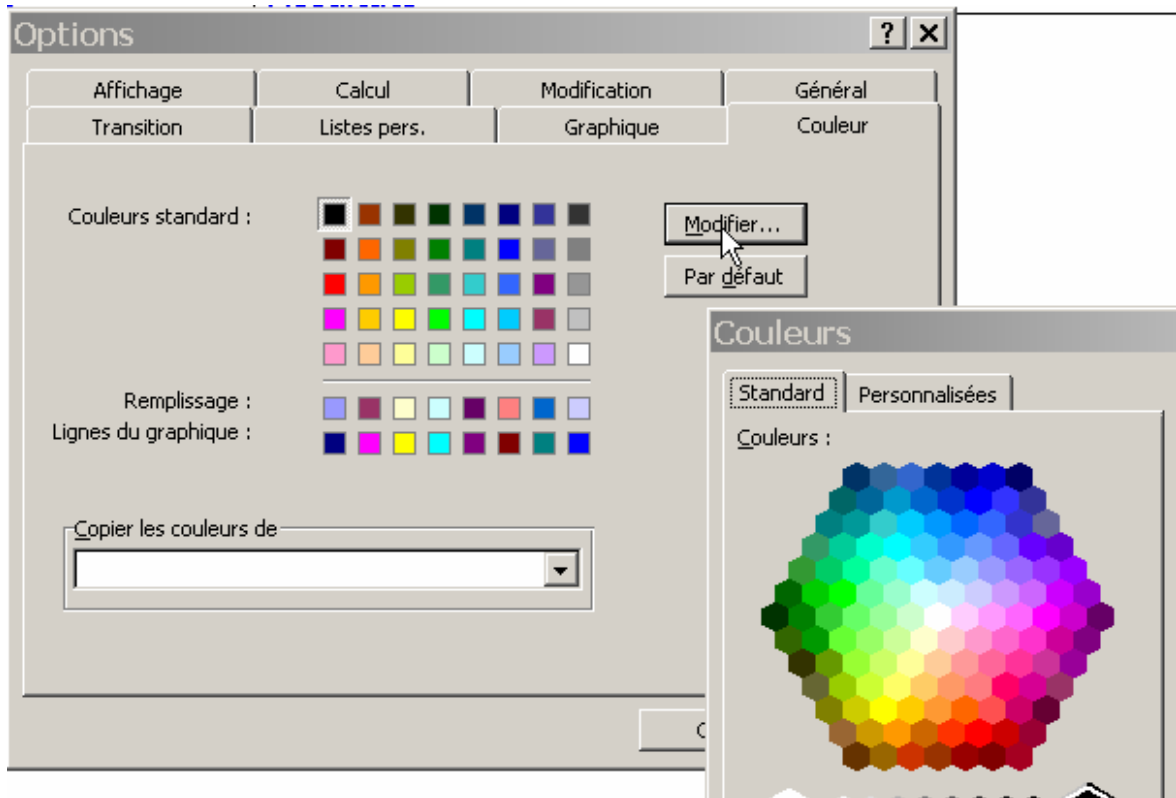 Options
Affichage Calcul Modification Général
Transition Listes pers. Graphique Couleur
Couleurs standard :
Modifier...
Par défaut
Remplissage :
Lignes du graphique :
Copier les couleurs de
Couleurs
Standard Personnalisées
Couleurs :